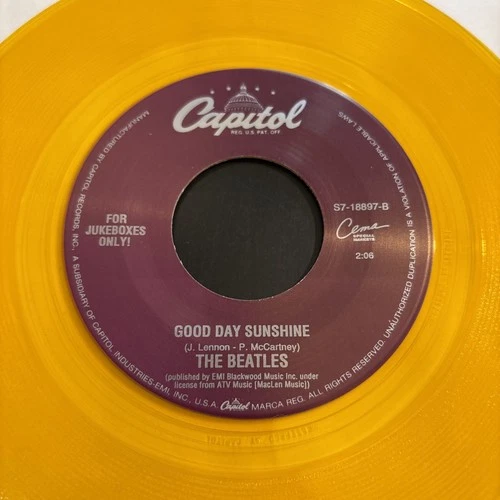 Capitol
REG. U.S. PAT. OFF.
FOR
JUKEBOXES
ONLY!
S7-18897-B
Cema
SPECIAL
MARKETS
2:06
GOOD DAY SUNSHINE
(J. Lennon - P. McCartney)
THE BEATLES
(published by EMI Blackwood Music Inc. under
license from ATV Music [MacLen Music])
MANUFACTURED BY CAPITOL RECORDS, INC., A SUBSIDIARY OF CAPITOL INDUSTRIES-EMI, INC., U.S.A. Capitol MARCA REG. ALL RIGHTS RESERVED. UNAUTHORIZED DUPLICATION IS A VIOLATION OF APPLICABLE LAWS.